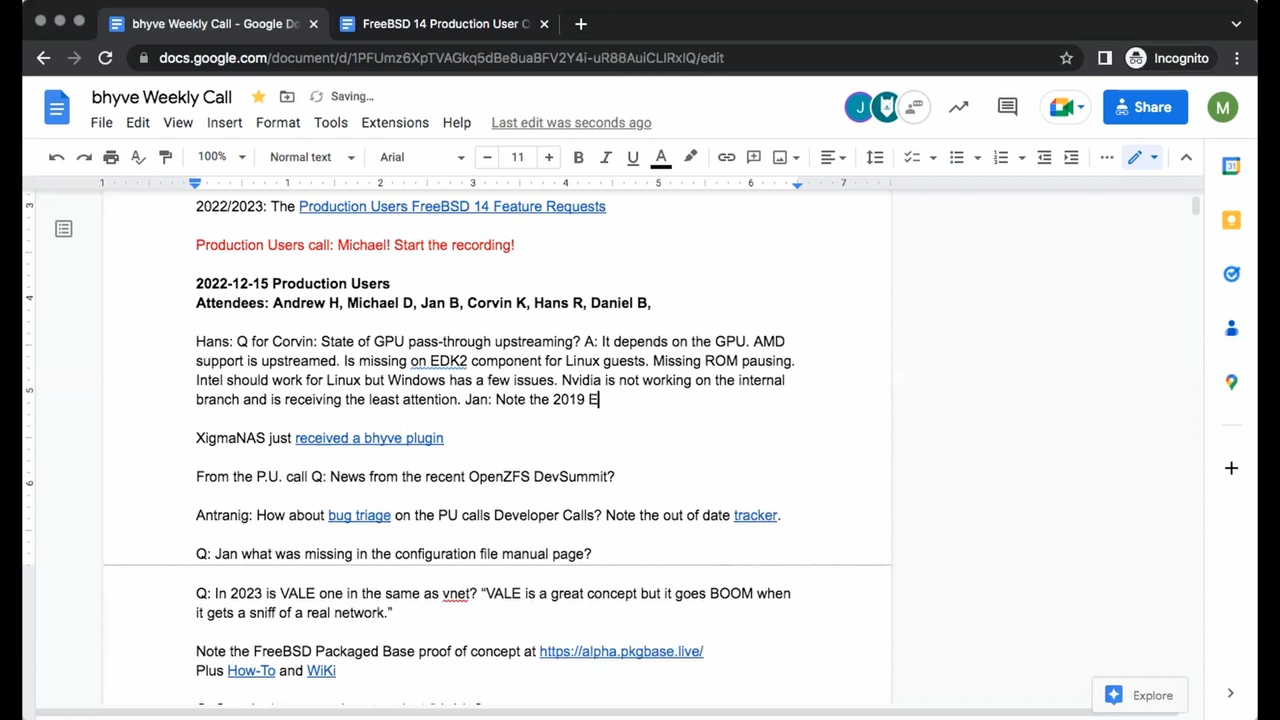 bhyve Weekly Call - Google Do
FreeBSD 14 Production User C
docs.google.com/document/d/1PFUmz6XpTVAGkq5dBe8uaBFV2Y4i-uR88AuiCLIRxIQ/edit
Incognito
bhyve Weekly Call
Saving...
J
Share
M
File Edit View Insert Format Tools Extensions Help Last edit was seconds ago
100% Normal text Arial 11 B I U A
1 1 2 3 4 5 6 7
2022/2023: The Production Users FreeBSD 14 Feature Requests
Production Users call: Michael! Start the recording!
2022-12-15 Production Users
Attendees: Andrew H, Michael D, Jan B, Corvin K, Hans R, Daniel B,
Hans: Q for Corvin: State of GPU pass-through upstreaming? A: It depends on the GPU. AMD
support is upstreamed. Is missing on EDK2 component for Linux guests. Missing ROM pausing.
Intel should work for Linux but Windows has a few issues. Nvidia is not working on the internal
branch and is receiving the least attention. Jan: Note the 2019 E
XigmaNAS just received a bhyve plugin
From the P.U. call Q: News from the recent OpenZFS DevSummit?
Antranig: How about bug triage on the PU calls Developer Calls? Note the out of date tracker.
Q: Jan what was missing in the configuration file manual page?
Q: In 2023 is VALE one in the same as vnet? “VALE is a great concept but it goes BOOM when
it gets a sniff of a real network.”
Note the FreeBSD Packaged Base proof of concept at https://alpha.pkgbase.live/
Plus How-To and WiKi
Explore